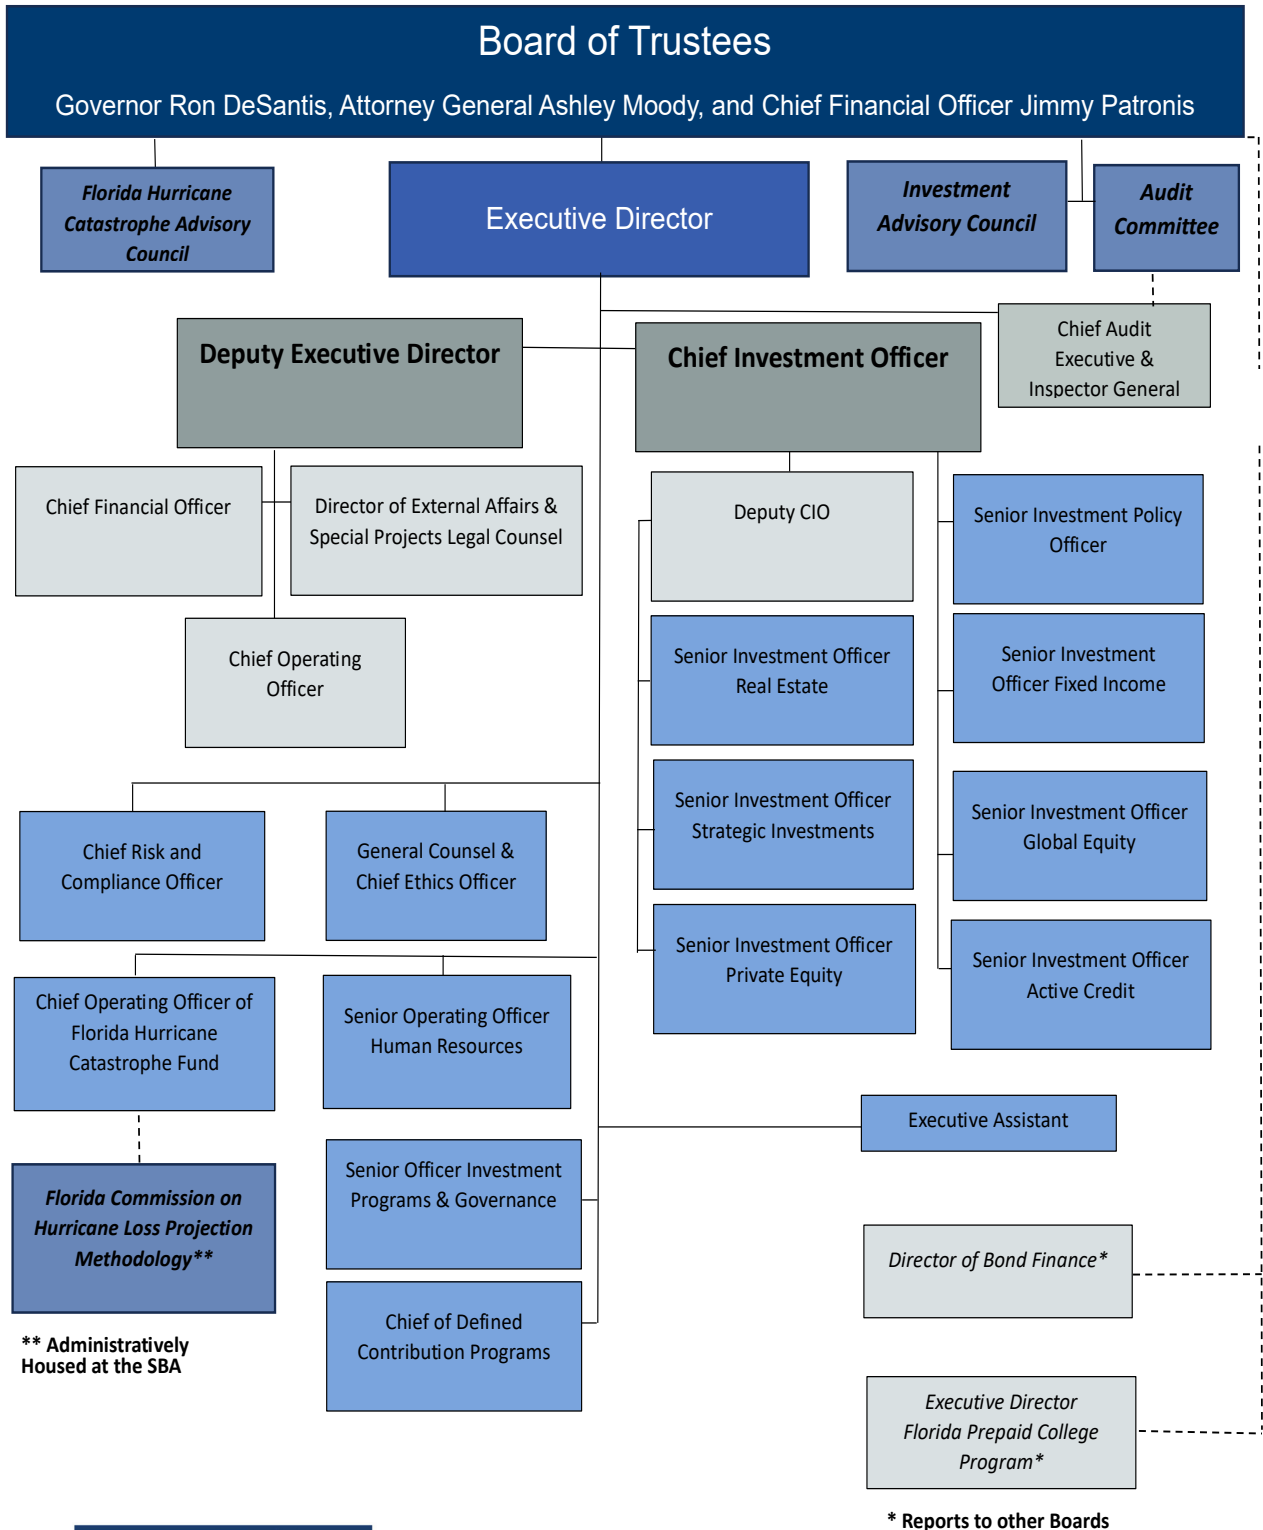 Board of Trustees
Governor Ron DeSantis, Attorney General Ashley Moody, and Chief Financial Officer Jimmy Patronis
Florida Hurricane
Catastrophe Advisory
Council
Executive Director
Investment
Advisory Council
Audit
Committee
Chief Audit
Executive &
Inspector General
Deputy Executive Director
Chief Investment Officer
Chief Financial Officer
Director of External Affairs &
Special Projects Legal Counsel
Chief Operating
Officer
Deputy CIO
Senior Investment Policy
Officer
Senior Investment Officer
Real Estate
Senior Investment
Officer Fixed Income
Senior Investment Officer
Strategic Investments
Senior Investment Officer
Global Equity
Senior Investment Officer
Private Equity
Senior Investment Officer
Active Credit
Chief Risk and
Compliance Officer
General Counsel &
Chief Ethics Officer
Chief Operating Officer of
Florida Hurricane
Catastrophe Fund
Senior Operating Officer
Human Resources
Executive Assistant
Florida Commission on
Hurricane Loss Projection
Methodology**
Senior Officer Investment
Programs & Governance
Director of Bond Finance*
** Administratively
Housed at the SBA
Chief of Defined
Contribution Programs
Executive Director
Florida Prepaid College
Program*
* Reports to other Boards